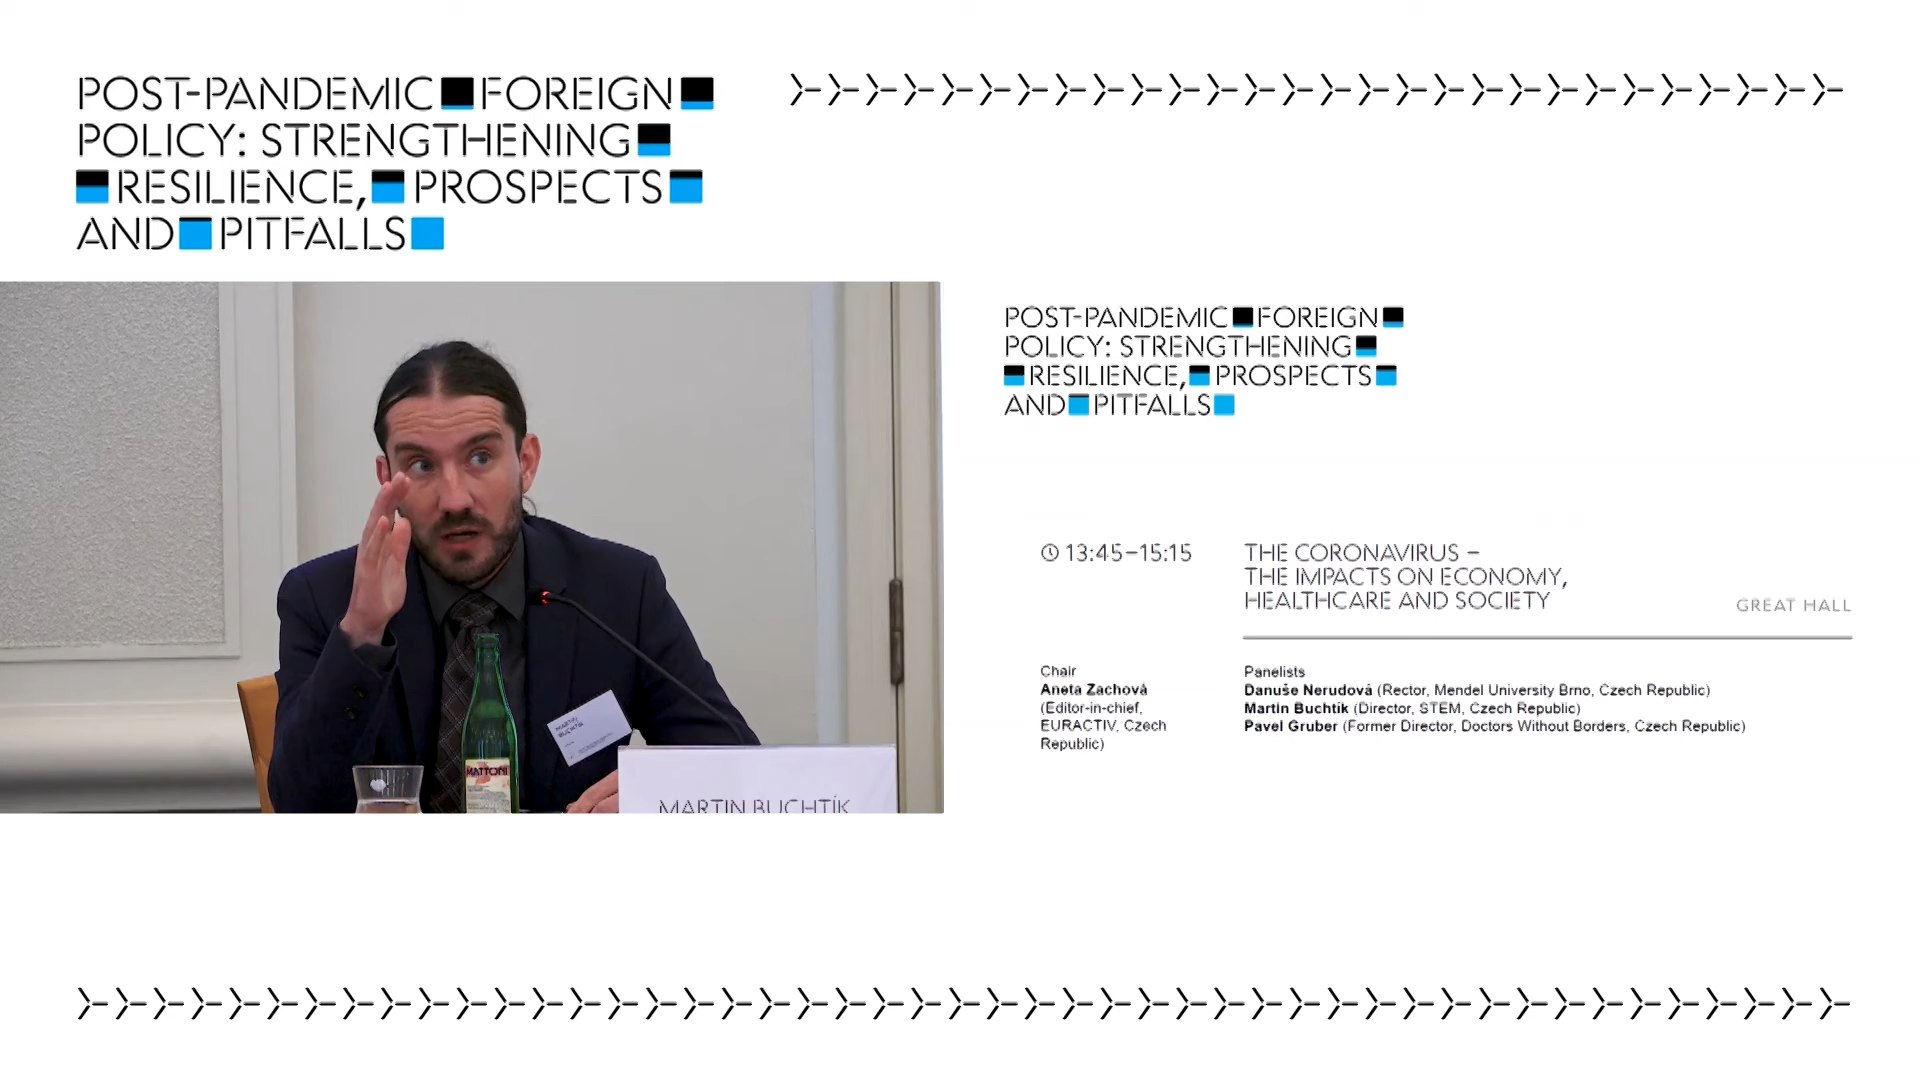 POST-PANDEMIC FOREIGN
POLICY: STRENGTHENING
RESILIENCE, PROSPECTS
AND PITFALLS
POST-PANDEMIC FOREIGN
POLICY: STRENGTHENING
RESILIENCE, PROSPECTS
AND PITFALLS
13:45–15:15
THE CORONAVIRUS –
THE IMPACTS ON ECONOMY,
HEALTHCARE AND SOCIETY
GREAT HALL
Chair
Aneta Zachová
(Editor-in-chief,
EURACTIV, Czech
Republic)
Panelists
Danuše Nerudová (Rector, Mendel University Brno, Czech Republic)
Martin Buchtík (Director, STEM, Czech Republic)
Pavel Gruber (Former Director, Doctors Without Borders, Czech Republic)
MARTIN
BUCHTÍK
MATTONI
MARTIN BUCHTÍK